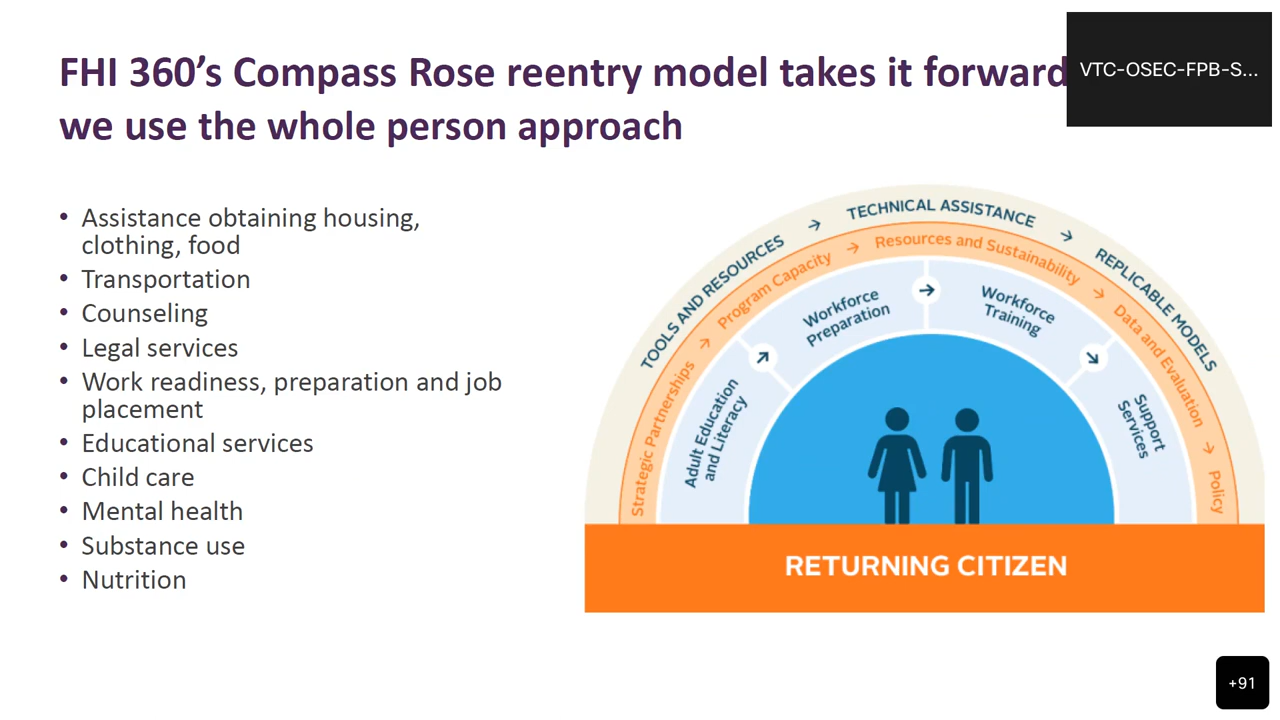 FHI 360’s Compass Rose reentry model takes it forward
we use the whole person approach
VTC-OSEC-FPB-S...
• Assistance obtaining housing,
clothing, food
• Transportation
• Counseling
• Legal services
• Work readiness, preparation and job
placement
• Educational services
• Child care
• Mental health
• Substance use
• Nutrition
TOOLS AND RESOURCES → TECHNICAL ASSISTANCE → REPLICABLE MODELS
Strategic Partnerships → Program Capacity → Resources and Sustainability → Data and Evaluation → Policy
Adult Education
and Literacy
Workforce
Preparation
Workforce
Training
Support
Services
RETURNING CITIZEN
+91